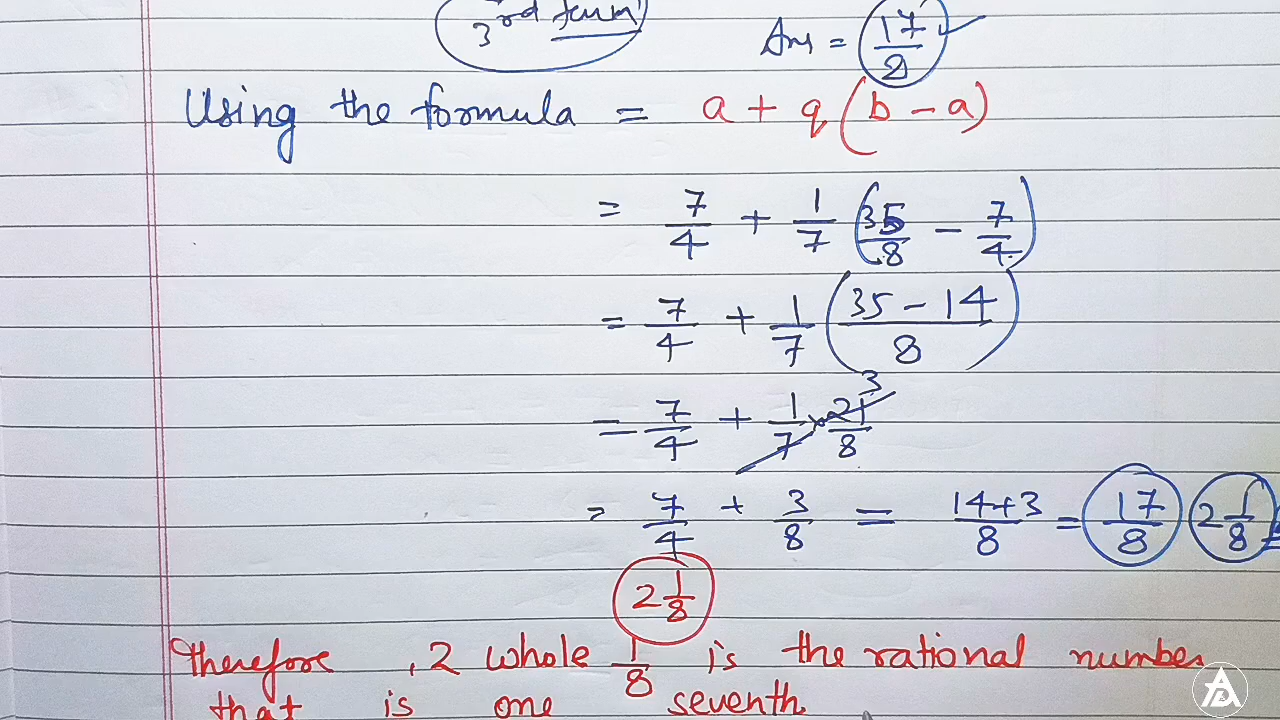 3rd term
Ans = 17/2 ✓
Using the formula = a + q (b - a)
= 7/4 + 1/7 (35/8 - 7/4)
= 7/4 + 1/7 ((35 - 14)/8)
= 7/4 + 1/7 × 21/8 3
= 7/4 + 3/8 = (14+3)/8 = 17/8 2 1/8
2 1/8
Therefore, 2 whole 1/8 is the rational number
that is one seventh